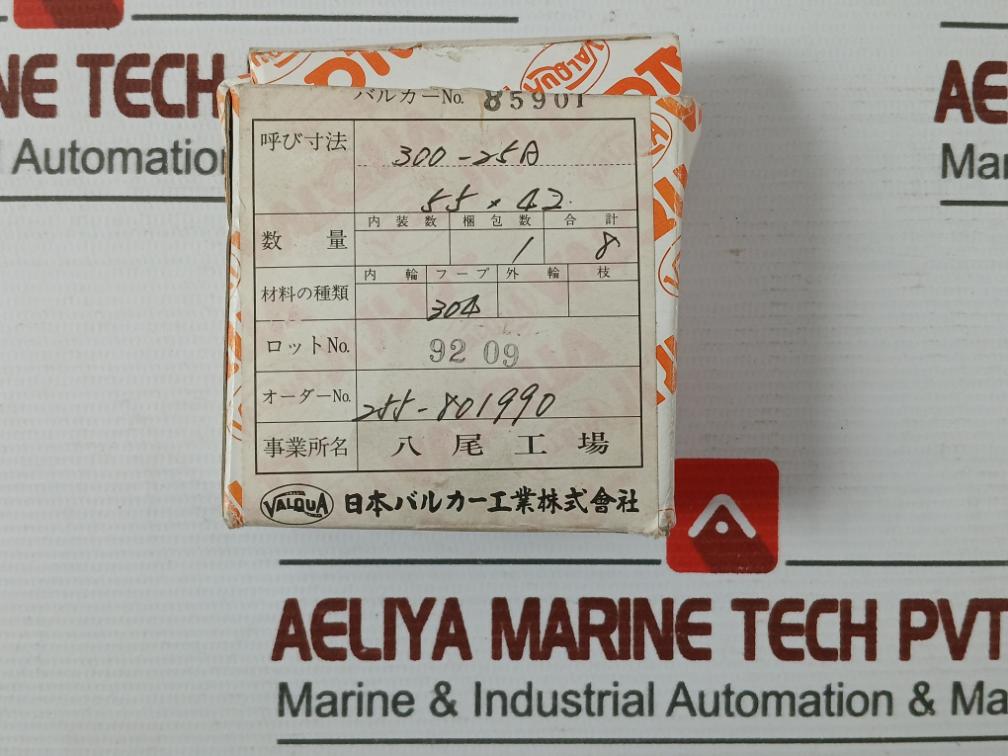 NE TECH
l Automation
AE
Mar
VALQUA
バルカーNo. 85901
呼び寸法 300-25A
55 × 42
数量 内装数 梱包数 合計
1 8
材料の種類 内輪 フープ 外輪 枝
304
ロットNo. 92 09
オーダーNo. 255-801990
事業所名 八尾工場
VALQUA 日本バルカー工業株式會社
AELIYA MARINE TECH PVT
Marine & Industrial Automation & Ma